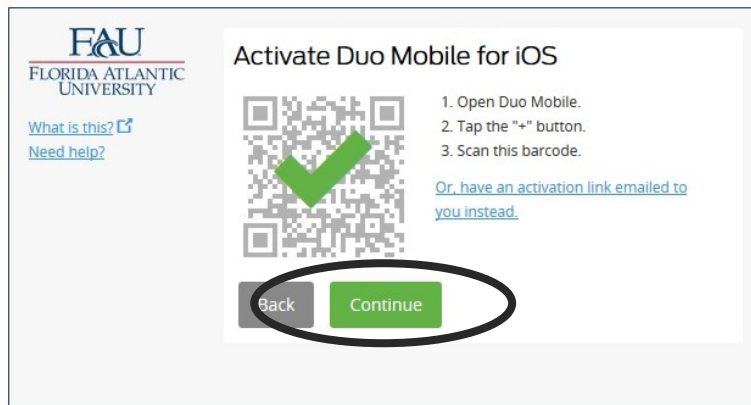 FAU
FLORIDA ATLANTIC
UNIVERSITY
What is this?
Need help?
Activate Duo Mobile for iOS
1. Open Duo Mobile.
2. Tap the "+" button.
3. Scan this barcode.
Or, have an activation link emailed to
you instead.
Back Continue